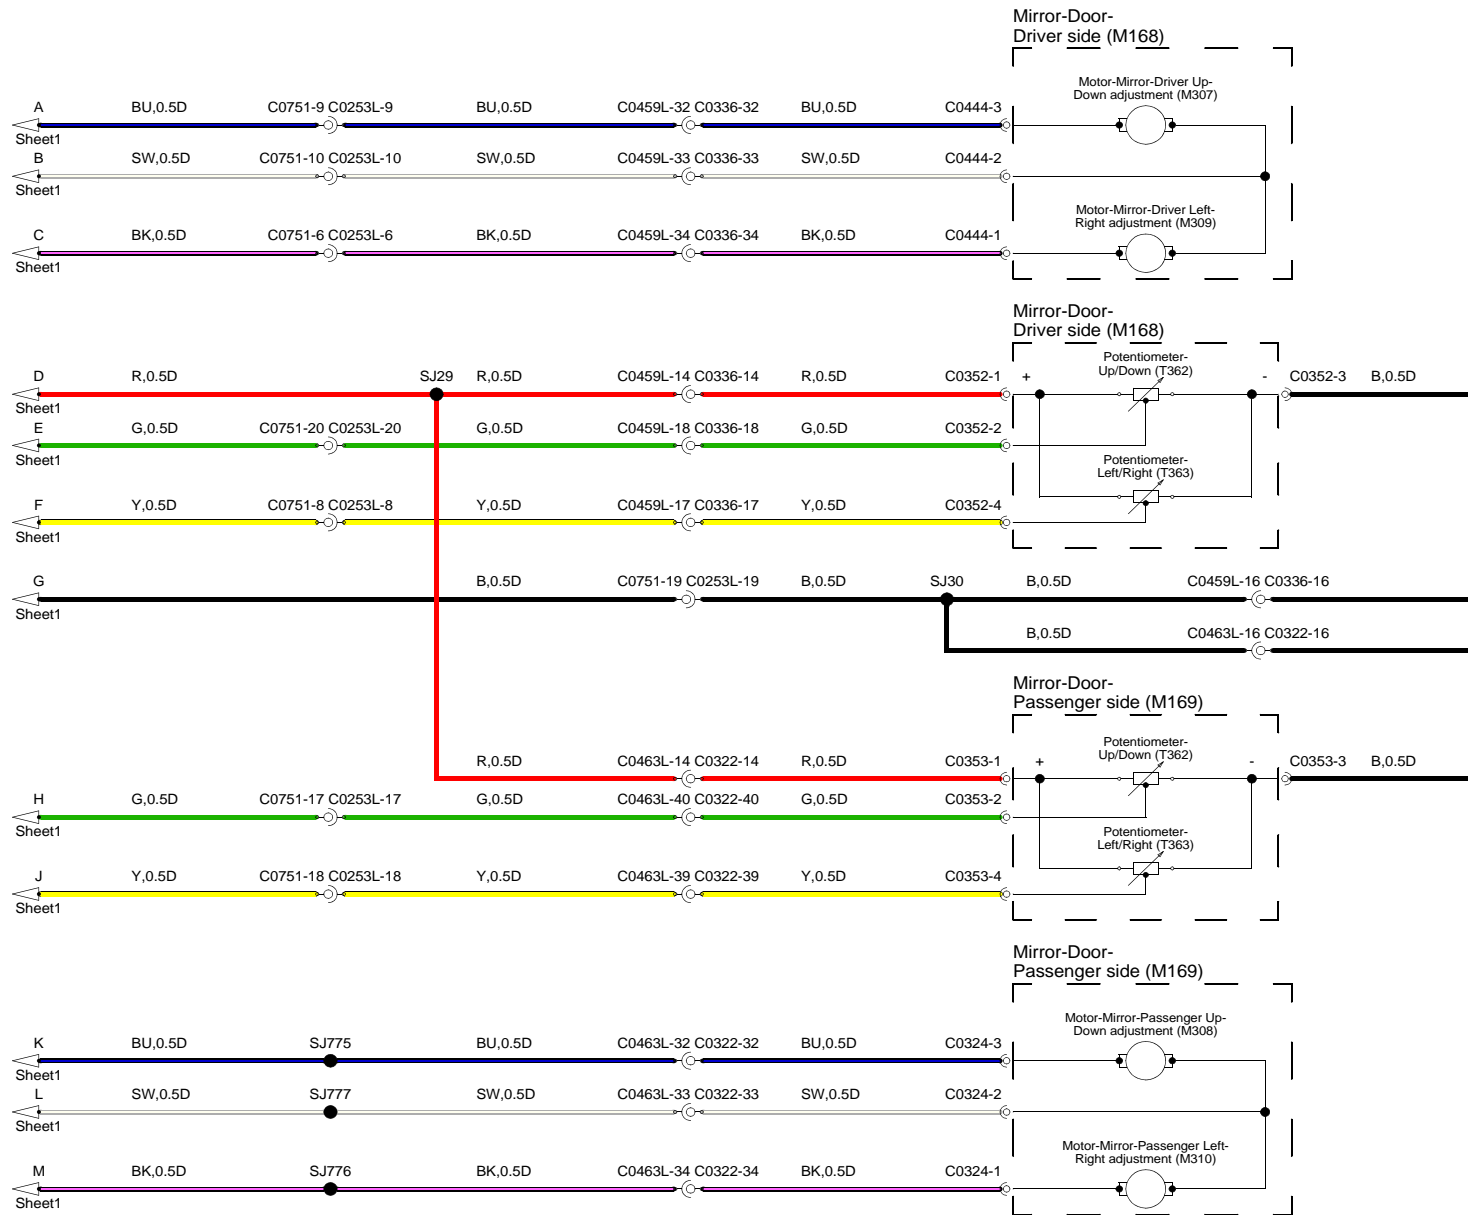 Mirror-Door-
Driver side (M168)
Motor-Mirror-Driver Up-
Down adjustment (M307)
A BU,0.5D C0751-9 C0253L-9 BU,0.5D C0459L-32 C0336-32 BU,0.5D C0444-3
Sheet1
B SW,0.5D C0751-10 C0253L-10 SW,0.5D C0459L-33 C0336-33 SW,0.5D C0444-2
Sheet1
Motor-Mirror-Driver Left-
Right adjustment (M309)
C BK,0.5D C0751-6 C0253L-6 BK,0.5D C0459L-34 C0336-34 BK,0.5D C0444-1
Sheet1
Mirror-Door-
Driver side (M168)
Potentiometer-
Up/Down (T362)
D R,0.5D SJ29 R,0.5D C0459L-14 C0336-14 R,0.5D C0352-1 + - C0352-3 B,0.5D
Sheet1
E G,0.5D C0751-20 C0253L-20 G,0.5D C0459L-18 C0336-18 G,0.5D C0352-2
Sheet1
Potentiometer-
Left/Right (T363)
F Y,0.5D C0751-8 C0253L-8 Y,0.5D C0459L-17 C0336-17 Y,0.5D C0352-4
Sheet1
G B,0.5D C0751-19 C0253L-19 B,0.5D SJ30 B,0.5D C0459L-16 C0336-16
Sheet1
B,0.5D C0463L-16 C0322-16
Mirror-Door-
Passenger side (M169)
Potentiometer-
Up/Down (T362)
R,0.5D C0463L-14 C0322-14 R,0.5D C0353-1 + - C0353-3 B,0.5D
H G,0.5D C0751-17 C0253L-17 G,0.5D C0463L-40 C0322-40 G,0.5D C0353-2
Sheet1
Potentiometer-
Left/Right (T363)
J Y,0.5D C0751-18 C0253L-18 Y,0.5D C0463L-39 C0322-39 Y,0.5D C0353-4
Sheet1
Mirror-Door-
Passenger side (M169)
Motor-Mirror-Passenger Up-
Down adjustment (M308)
K BU,0.5D SJ775 BU,0.5D C0463L-32 C0322-32 BU,0.5D C0324-3
Sheet1
L SW,0.5D SJ777 SW,0.5D C0463L-33 C0322-33 SW,0.5D C0324-2
Sheet1
Motor-Mirror-Passenger Left-
Right adjustment (M310)
M BK,0.5D SJ776 BK,0.5D C0463L-34 C0322-34 BK,0.5D C0324-1
Sheet1